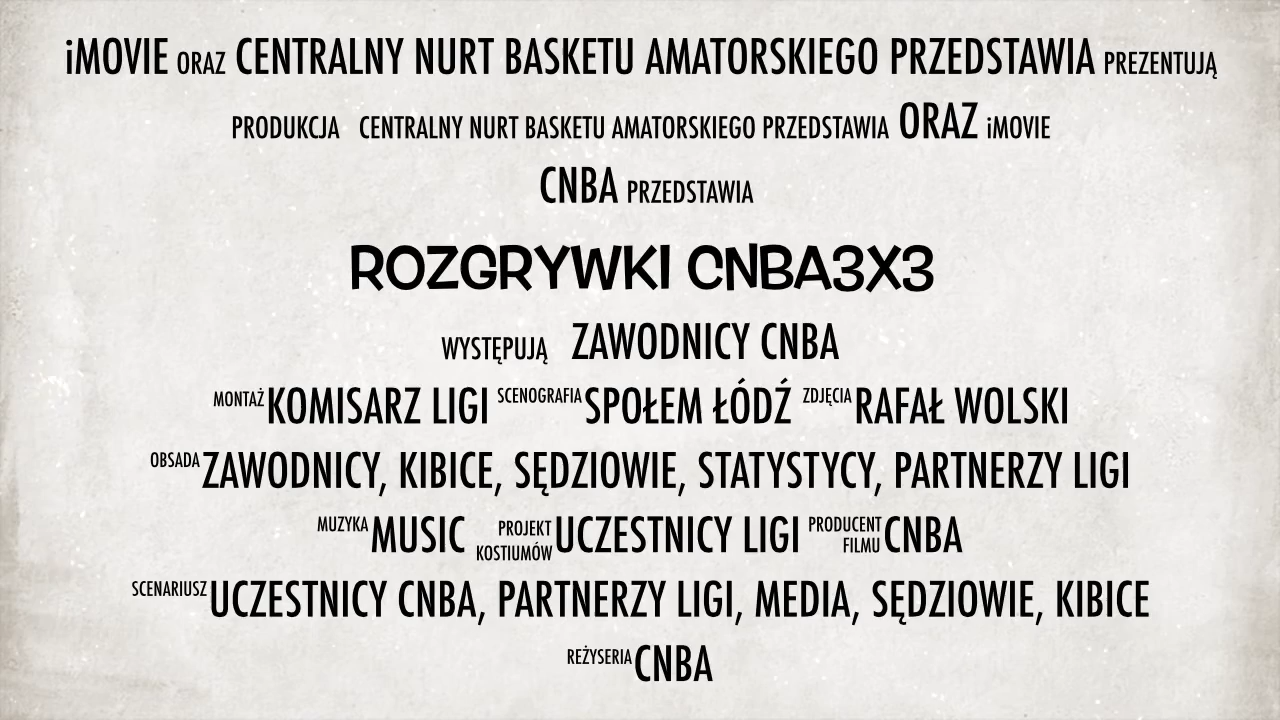 iMOVIE ORAZ CENTRALNY NURT BASKETU AMATORSKIEGO PRZEDSTAWIA PREZENTUJĄ
PRODUKCJA CENTRALNY NURT BASKETU AMATORSKIEGO PRZEDSTAWIA ORAZ iMOVIE
CNBA PRZEDSTAWIA
ROZGRYWKI CNBA3X3
WYSTĘPUJĄ ZAWODNICY CNBA
MONTAŻ KOMISARZ LIGI SCENOGRAFIA SPOŁEM ŁÓDŹ ZDJĘCIA RAFAŁ WOLSKI
OBSADA ZAWODNICY, KIBICE, SĘDZIOWIE, STATYSTYCY, PARTNERZY LIGI
MUZYKA MUSIC PROJEKT KOSTIUMÓW UCZESTNICY LIGI PRODUCENT FILMU CNBA
SCENARIUSZ UCZESTNICY CNBA, PARTNERZY LIGI, MEDIA, SĘDZIOWIE, KIBICE
REŻYSERIA CNBA